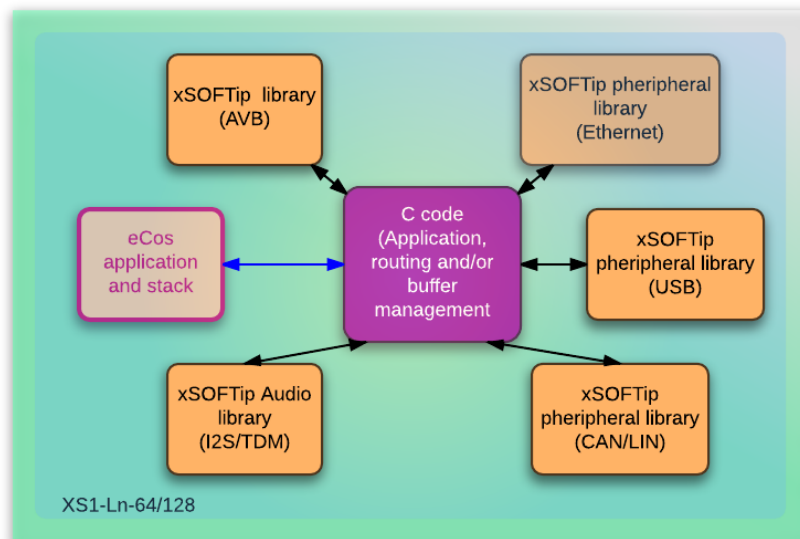 xSOFTip library
(AVB)
xSOFTip pheripheral
library
(Ethernet)
C code
(Application,
routing and/or
buffer
management
eCos
application
and stack
xSOFTip
pheripheral library
(USB)
xSOFTip Audio
library
(I2S/TDM)
xSOFTip
pheripheral library
(CAN/LIN)
XS1-Ln-64/128